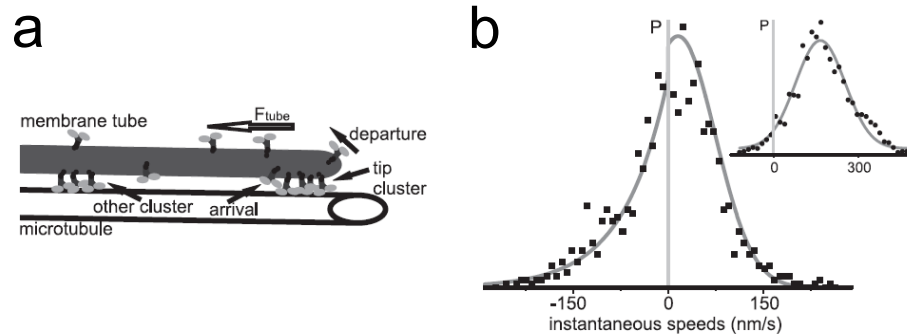 a
membrane tube
Ftube
departure
tip
cluster
other cluster
arrival
microtubule
b
P
-150
0
150
instantaneous speeds (nm/s)
P
0
300